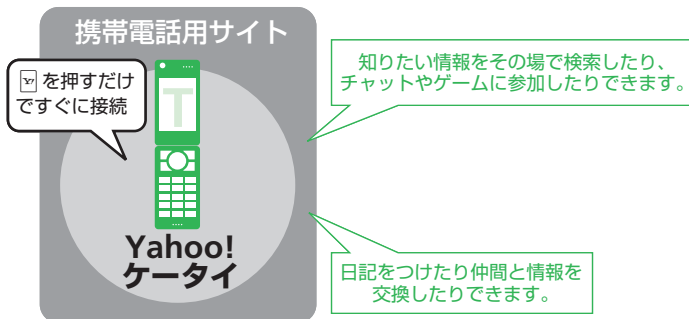 携帯電話用サイト
Y! を押すだけ
ですぐに接続
T
Yahoo!
ケータイ
知りたい情報をその場で検索したり、
チャットやゲームに参加したりできます。
日記をつけたり仲間と情報を
交換したりできます。